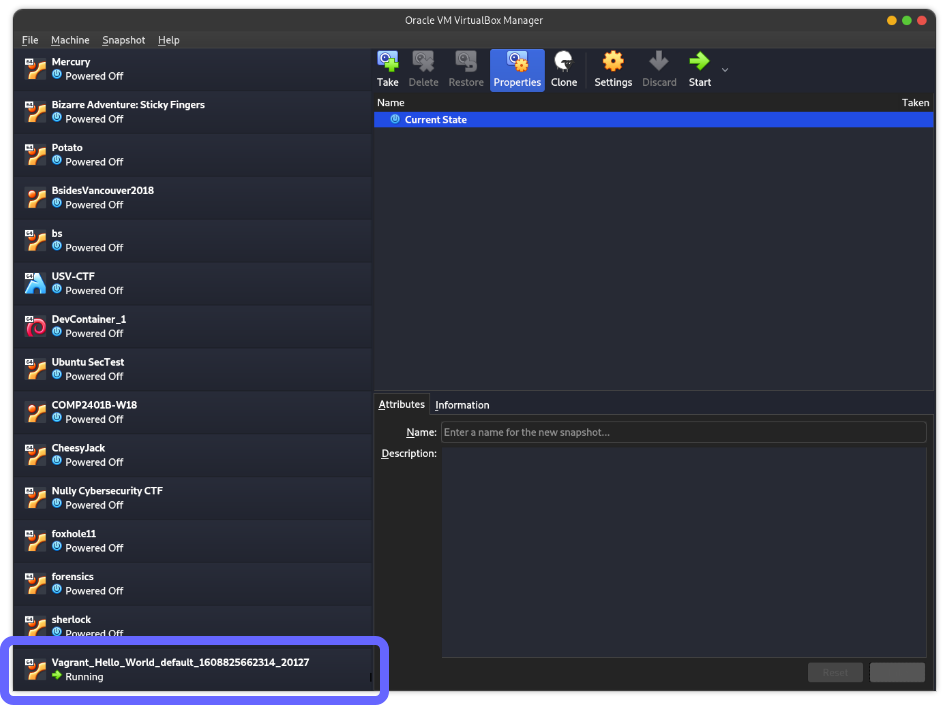 Oracle VM VirtualBox Manager
File Machine Snapshot Help
Mercury
Powered Off
Bizarre Adventure: Sticky Fingers
Powered Off
Potato
Powered Off
BsidesVancouver2018
Powered Off
bs
Powered Off
USV-CTF
Powered Off
DevContainer_1
Powered Off
Ubuntu SecTest
Powered Off
COMP2401B-W18
Powered Off
CheesyJack
Powered Off
Nully Cybersecurity CTF
Powered Off
foxhole11
Powered Off
forensics
Powered Off
sherlock
Powered Off
Vagrant_Hello_World_default_1608825662314_20127
Running
Take Delete Restore Properties Clone Settings Discard Start
Name Taken
Current State
Attributes Information
Name: Enter a name for the new snapshot...
Description:
Reset